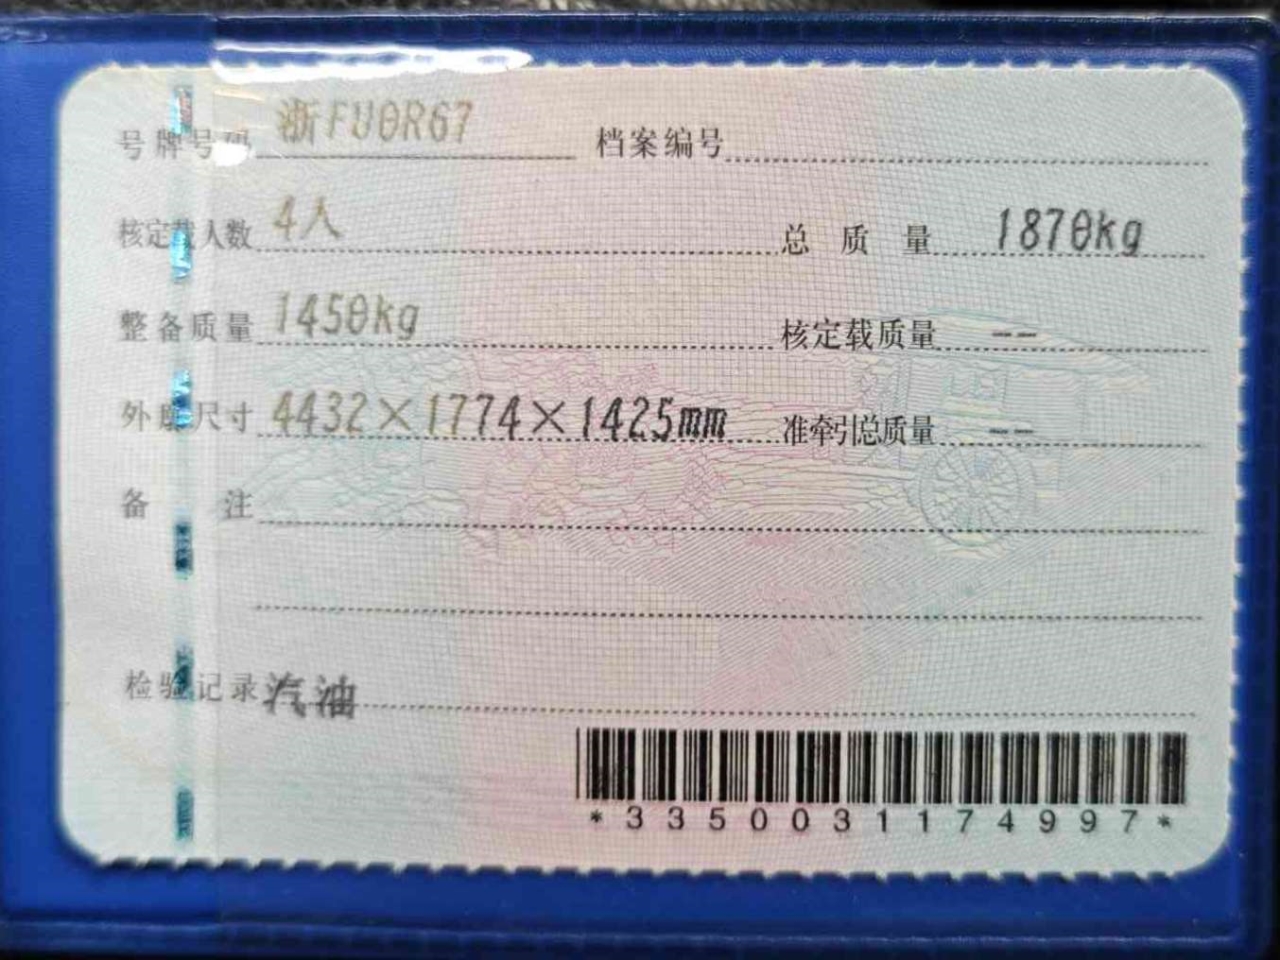 号牌号码 浙FU0R67 档案编号
核定载人数 4人 总质量 1870kg
整备质量 1450kg 核定载质量 --
外廓尺寸 4432×1774×1425mm 准牵引总质量 --
备注
检验记录 汽油
*3350031174997*